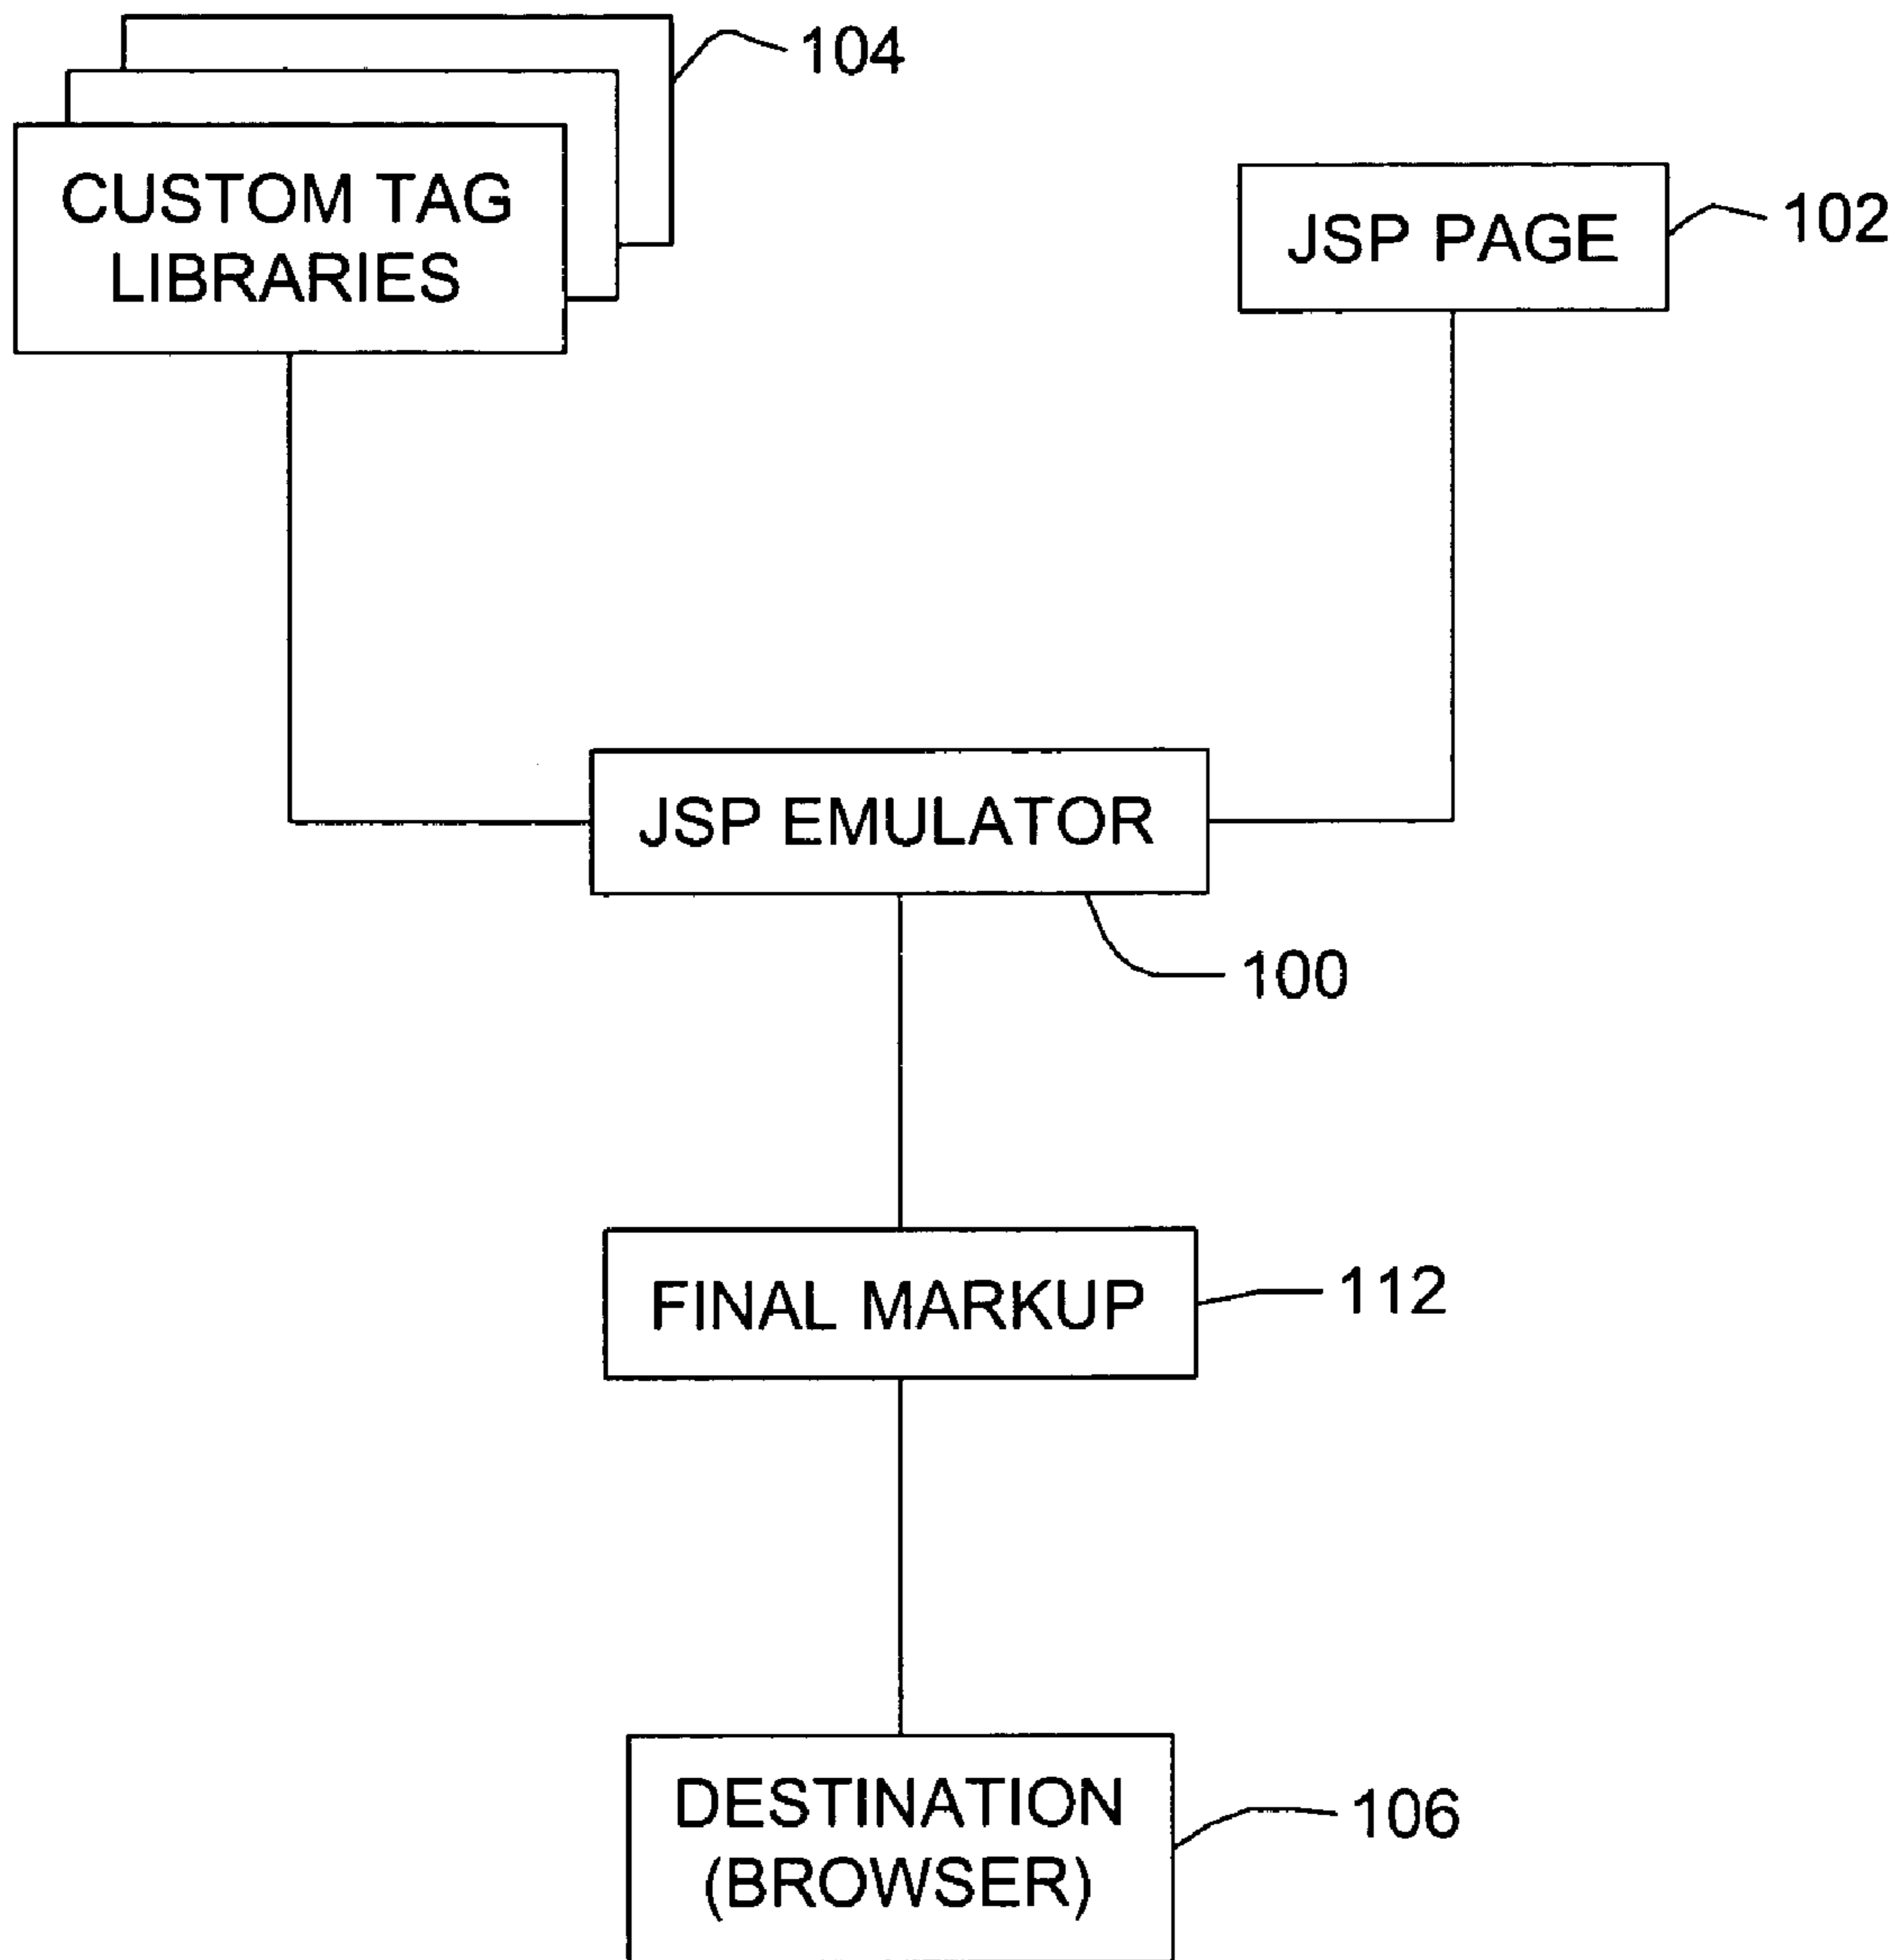 104
CUSTOM TAG
LIBRARIES
JSP PAGE
102
JSP EMULATOR
100
FINAL MARKUP
112
DESTINATION
(BROWSER)
106